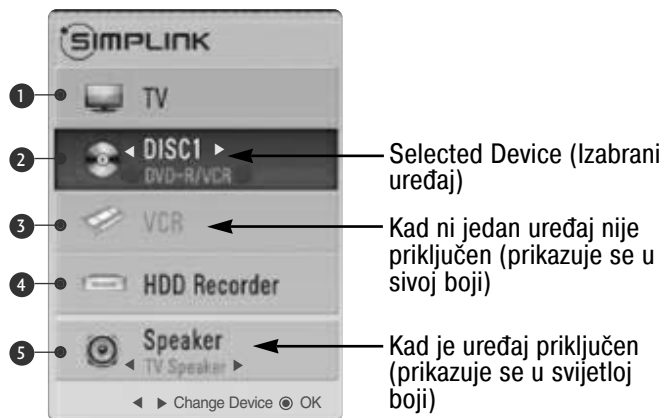 SIMPLINK
1 TV
2 ◄ DISC1 ►
DVD-R/VCR
3 VCR
4 HDD Recorder
5 Speaker
◄ TV Speaker ►
◄ ► Change Device ◉ OK
Selected Device (Izabrani
uređaj)
Kad ni jedan uređaj nije
priključen (prikazuje se u
sivoj boji)
Kad je uređaj priključen
(prikazuje se u svijetloj
boji)